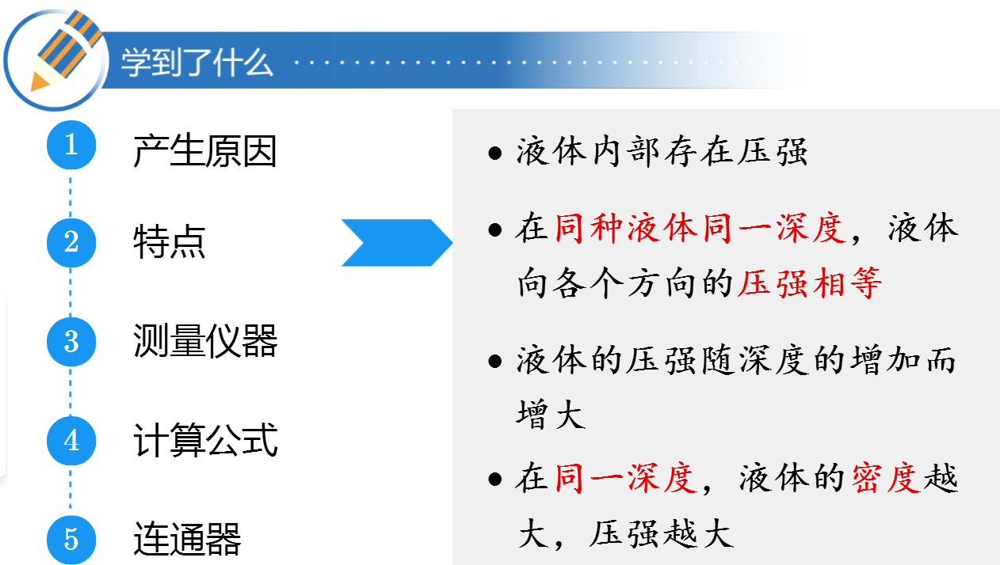 学到了什么
1 产生原因
2 特点
3 测量仪器
4 计算公式
5 连通器
• 液体内部存在压强
• 在同种液体同一深度，液体
向各个方向的压强相等
• 液体的压强随深度的增加而
增大
• 在同一深度，液体的密度越
大，压强越大